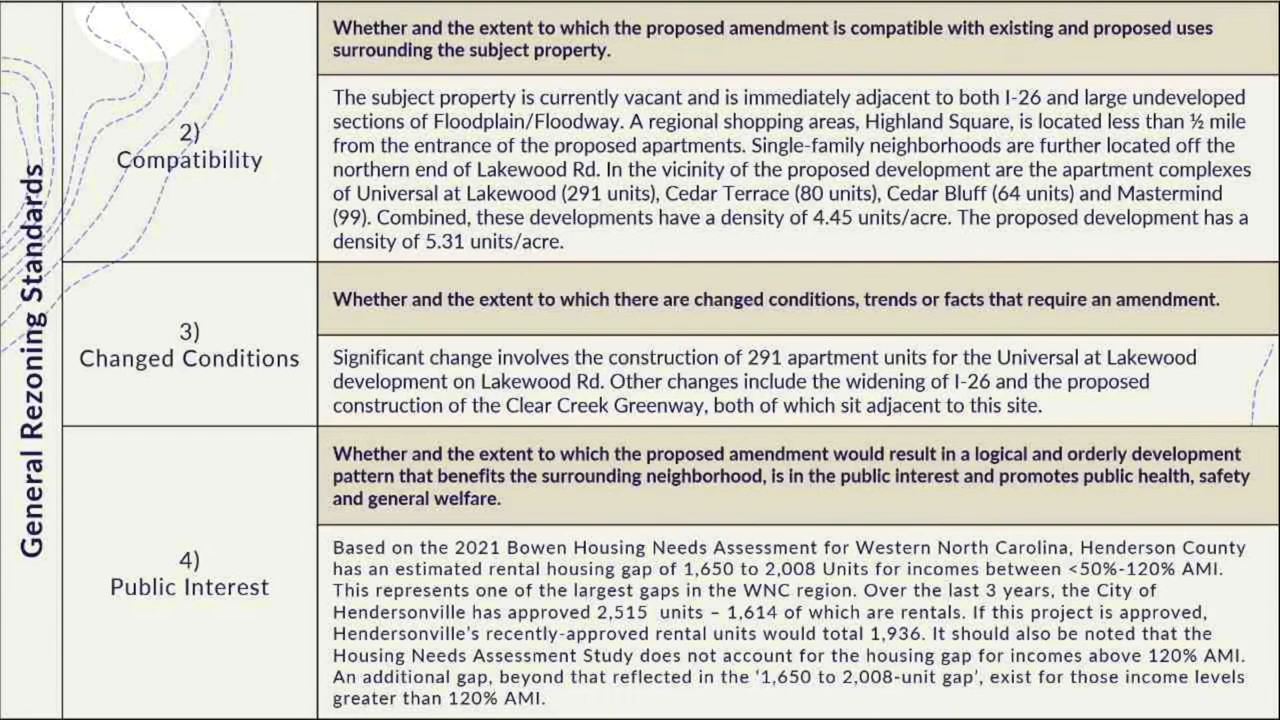 General Rezoning Standards
2)
Compatibility
Whether and the extent to which the proposed amendment is compatible with existing and proposed uses
surrounding the subject property.
The subject property is currently vacant and is immediately adjacent to both I-26 and large undeveloped
sections of Floodplain/Floodway. A regional shopping areas, Highland Square, is located less than ½ mile
from the entrance of the proposed apartments. Single-family neighborhoods are further located off the
northern end of Lakewood Rd. In the vicinity of the proposed development are the apartment complexes
of Universal at Lakewood (291 units), Cedar Terrace (80 units), Cedar Bluff (64 units) and Mastermind
(99). Combined, these developments have a density of 4.45 units/acre. The proposed development has a
density of 5.31 units/acre.
3)
Changed Conditions
Whether and the extent to which there are changed conditions, trends or facts that require an amendment.
Significant change involves the construction of 291 apartment units for the Universal at Lakewood
development on Lakewood Rd. Other changes include the widening of I-26 and the proposed
construction of the Clear Creek Greenway, both of which sit adjacent to this site.
4)
Public Interest
Whether and the extent to which the proposed amendment would result in a logical and orderly development
pattern that benefits the surrounding neighborhood, is in the public interest and promotes public health, safety
and general welfare.
Based on the 2021 Bowen Housing Needs Assessment for Western North Carolina, Henderson County
has an estimated rental housing gap of 1,650 to 2,008 Units for incomes between <50%-120% AMI.
This represents one of the largest gaps in the WNC region. Over the last 3 years, the City of
Hendersonville has approved 2,515 units – 1,614 of which are rentals. If this project is approved,
Hendersonville's recently-approved rental units would total 1,936. It should also be noted that the
Housing Needs Assessment Study does not account for the housing gap for incomes above 120% AMI.
An additional gap, beyond that reflected in the '1,650 to 2,008-unit gap', exist for those income levels
greater than 120% AMI.